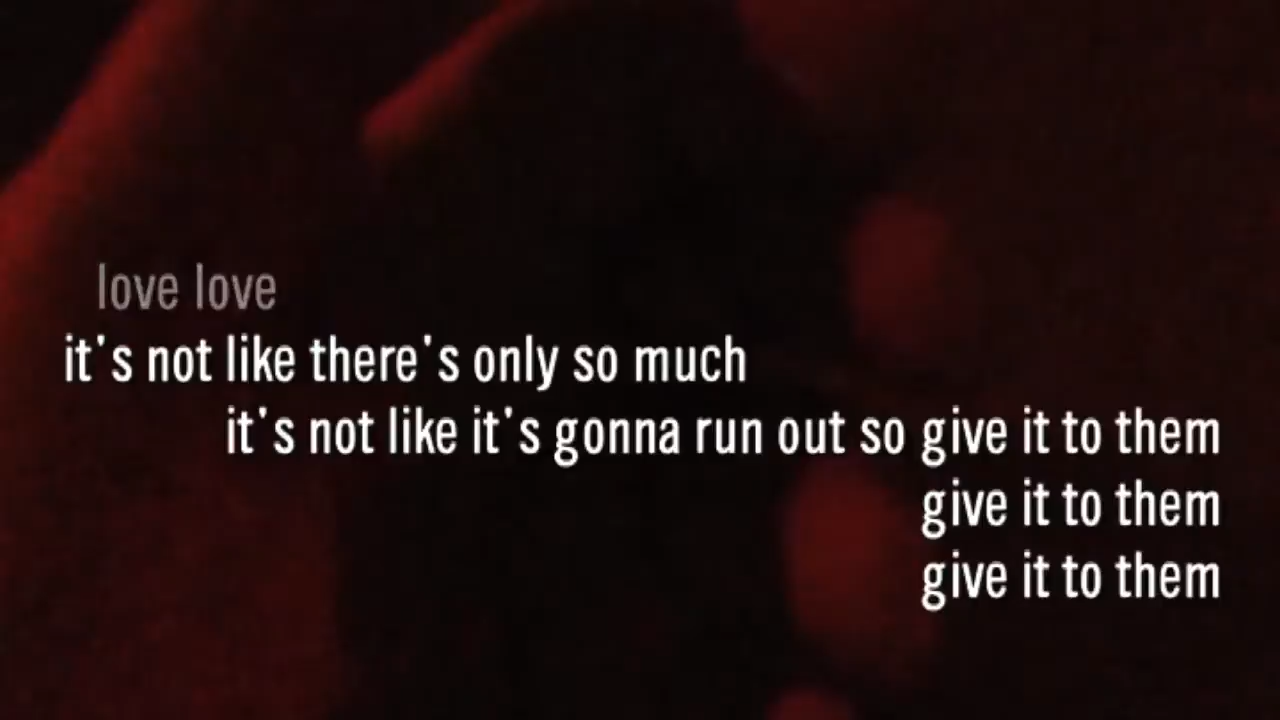 love love
it's not like there's only so much
it's not like it's gonna run out so give it to them
give it to them
give it to them